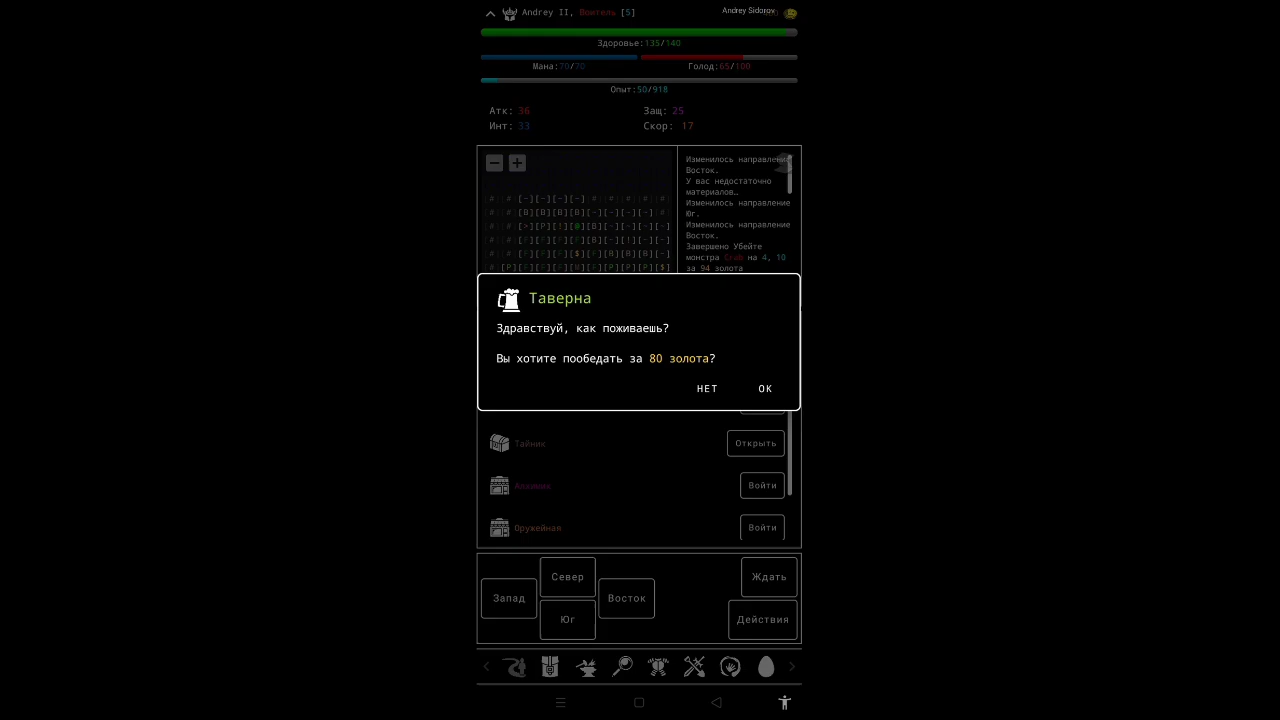 Andrey II, Воитель [S]
Andrey Sidorov
Здоровье:135/140
Мана:70/70
Голод:65/100
Опыт:50/918
Атк: 36
Защ: 25
Инт: 33
Скор: 17
Изменилось направление
Восток.
У вас недостаточно
материалов…
Изменилось направление
Юг.
Изменилось направление
Восток.
Завершено Убейте
монстра Crab на 4, 10
за 94 золота
Таверна
Здравствуй, как поживаешь?
Вы хотите пообедать за 80 золота?
НЕТ
OK
Тайник
Открыть
Алхимик
Войти
Оружейная
Войти
Север
Ждать
Запад
Восток
Юг
Действия